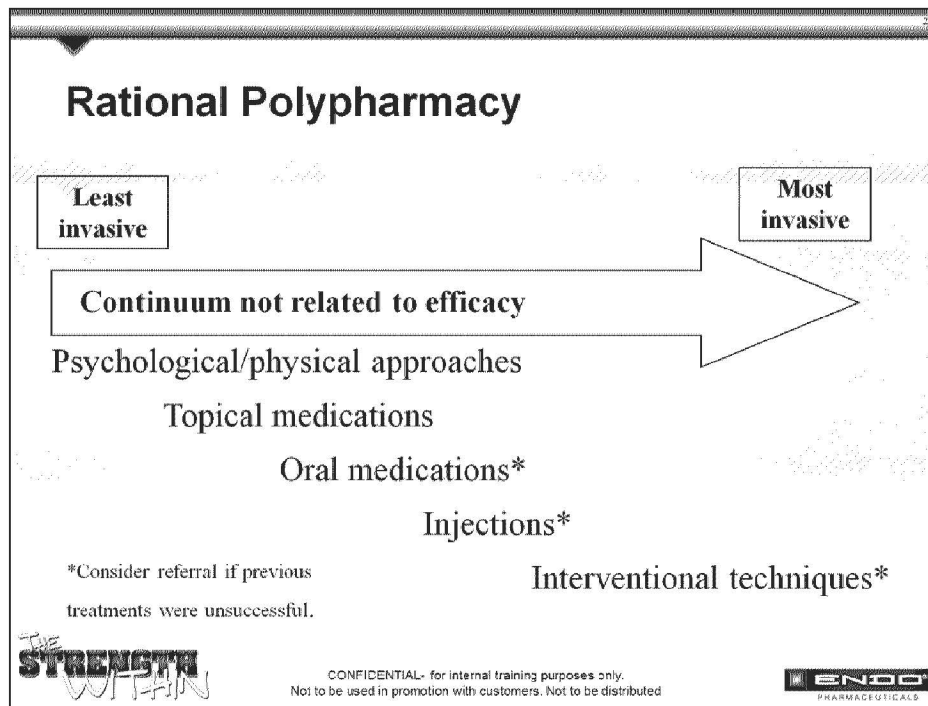 Rational Polypharmacy
Least
invasive
Most
invasive
Continuum not related to efficacy
Psychological/physical approaches
Topical medications
Oral medications*
Injections*
Interventional techniques*
*Consider referral if previous
treatments were unsuccessful.
THE
STRENGTH
WITHIN
CONFIDENTIAL- for internal training purposes only.
Not to be used in promotion with customers. Not to be distributed
ENDO
PHARMACEUTICALS